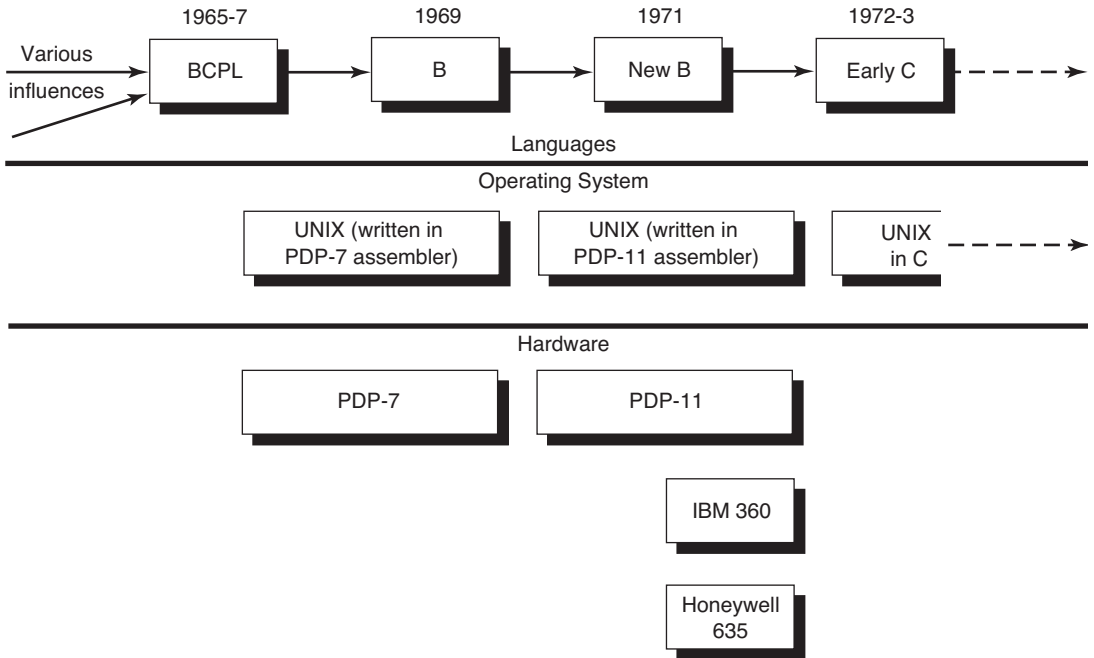 1965-7
1969
1971
1972-3
Various
influences
BCPL
B
New B
Early C
Languages
Operating System
UNIX (written in
PDP-7 assembler)
UNIX (written in
PDP-11 assembler)
UNIX
in C
Hardware
PDP-7
PDP-11
IBM 360
Honeywell
635